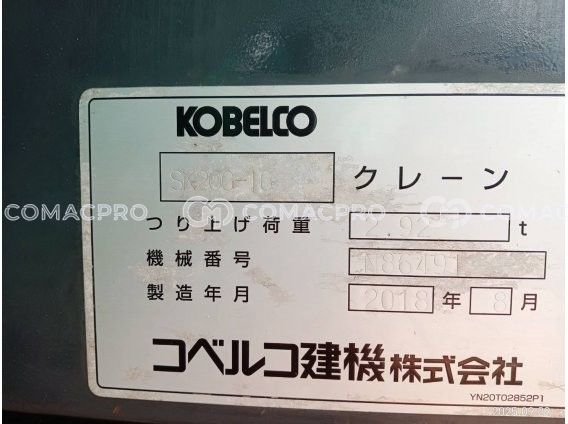 KOBELCO
SK200-10 クレーン
COMACPRO COMACPRO COMACPRO
つり上げ荷重 2.92 t
機械番号
製造年月 2018 年 8 月
コベルコ建機株式会社
YN20T02852P1